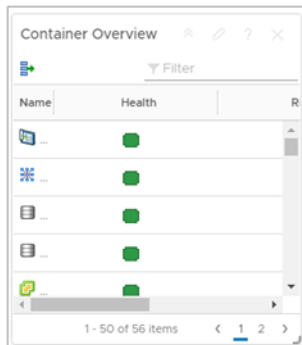 Container Overview ?
Filter
Name Health R
...
...
...
...
...
1 - 50 of 56 items 1 2